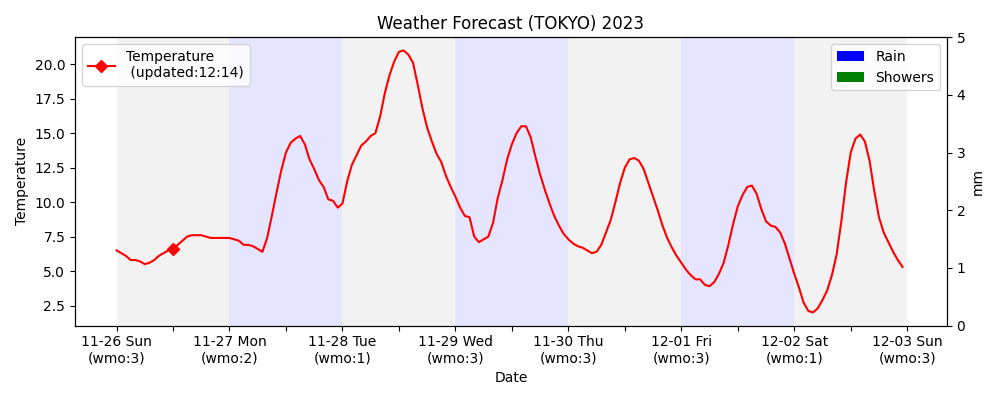 Weather Forecast (TOKYO) 2023
Temperature
(updated:12:14)
Rain
Showers
20.0
17.5
15.0
12.5
10.0
7.5
5.0
2.5
Temperature
5
4
3
2
1
0
mm
11-26 Sun
(wmo:3)
11-27 Mon
(wmo:2)
11-28 Tue
(wmo:1)
11-29 Wed
(wmo:3)
11-30 Thu
(wmo:3)
12-01 Fri
(wmo:3)
12-02 Sat
(wmo:1)
12-03 Sun
(wmo:3)
Date